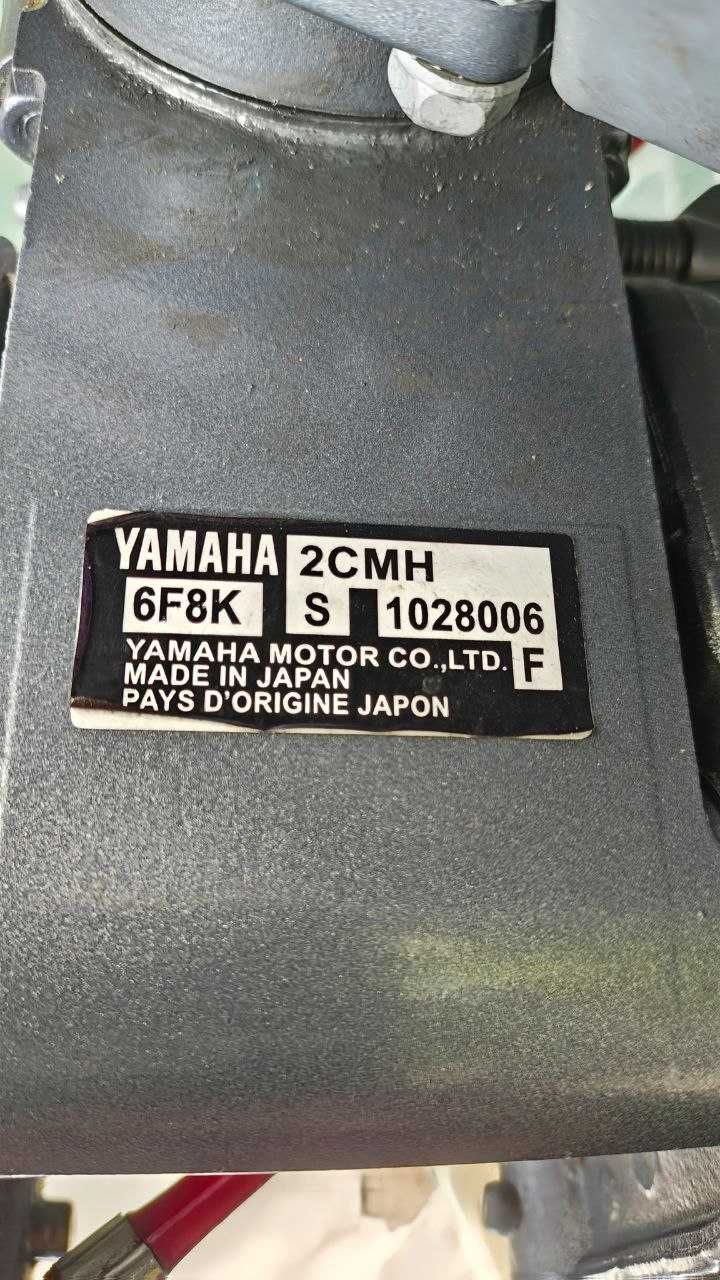 YAMAHA 2CMH
6F8K S 1028006
YAMAHA MOTOR CO.,LTD. F
MADE IN JAPAN
PAYS D'ORIGINE JAPON